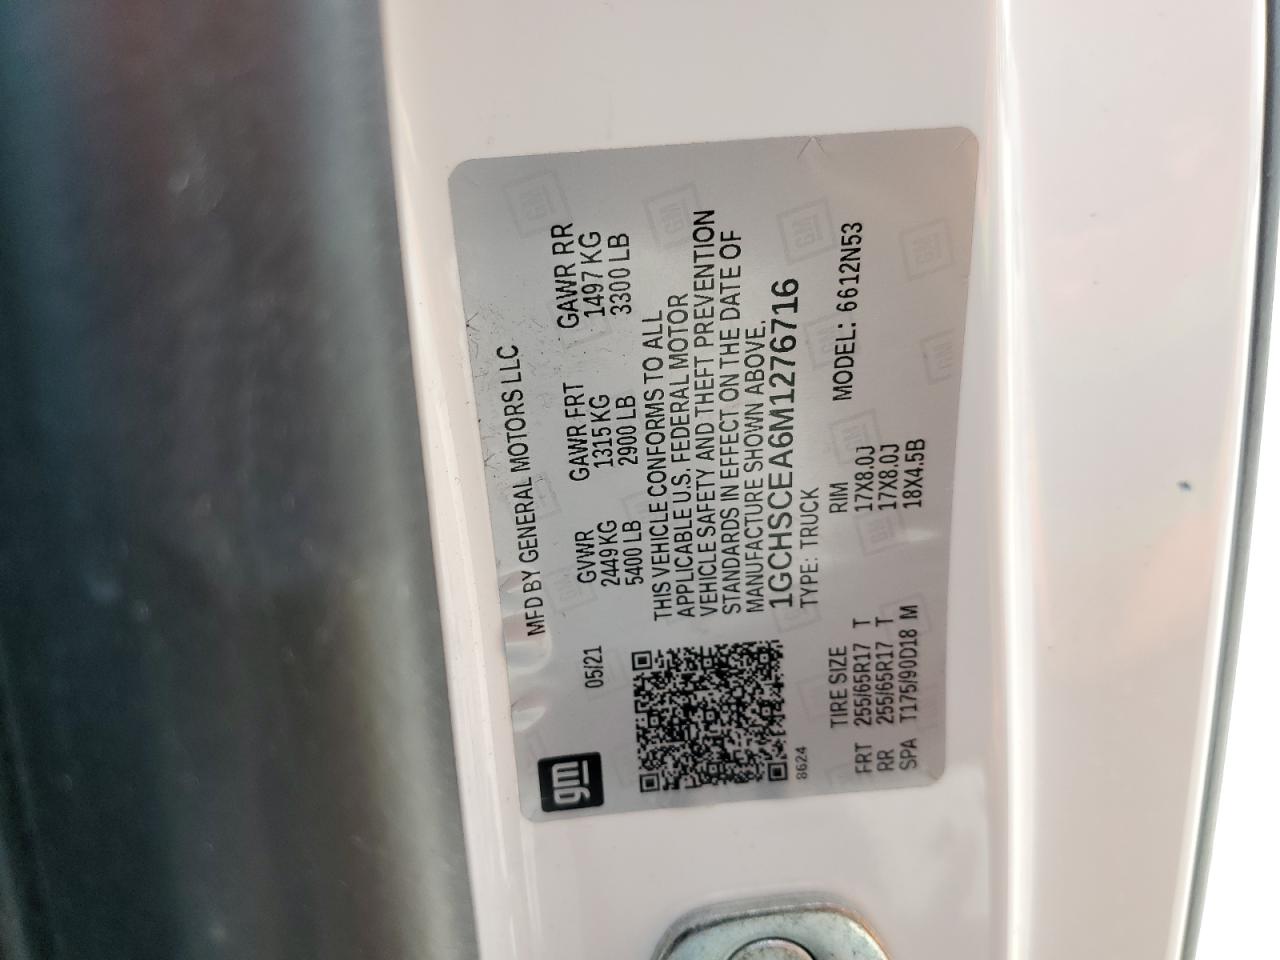 gm
MFD BY GENERAL MOTORS LLC
05/21
GVWR GAWR FRT GAWR RR
2449 KG 1315 KG 1497 KG
5400 LB 2900 LB 3300 LB
THIS VEHICLE CONFORMS TO ALL
APPLICABLE U.S. FEDERAL MOTOR
VEHICLE SAFETY AND THEFT PREVENTION
STANDARDS IN EFFECT ON THE DATE OF
MANUFACTURE SHOWN ABOVE.
1GCHSCEA6M1276716
8624
TYPE: TRUCK MODEL: 6612N53
TIRE SIZE RIM
FRT 255/65R17 T 17X8.0J
RR 255/65R17 T 17X8.0J
SPA T175/90D18 M 18X4.5B